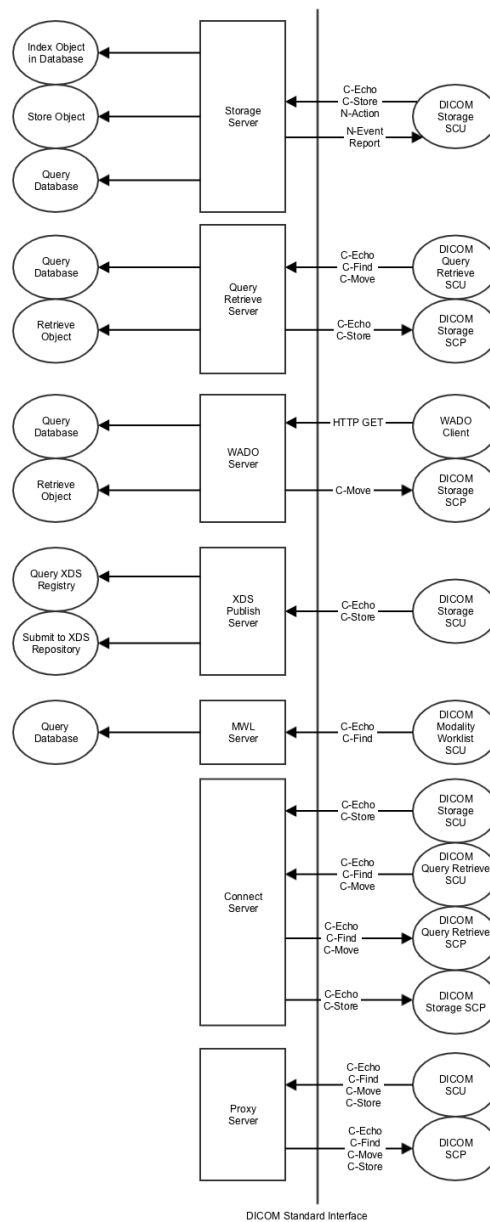 Index Object
in Database
Store Object
Query
Database
Storage
Server
C-Echo
C-Store
N-Action
N-Event
Report
DICOM
Storage
SCU
Query
Database
Retrieve
Object
Query
Retrieve
Server
C-Echo
C-Find
C-Move
C-Echo
C-Store
DICOM
Query
Retrieve
SCU
DICOM
Storage
SCP
Query
Database
Retrieve
Object
WADO
Server
HTTP GET
C-Move
WADO
Client
DICOM
Storage
SCP
Query XDS
Registry
Submit to XDS
Repository
XDS
Publish
Server
C-Echo
C-Store
DICOM
Storage
SCU
Query
Database
MWL
Server
C-Echo
C-Find
DICOM
Modality
Worklist
SCU
Connect
Server
C-Echo
C-Store
C-Echo
C-Find
C-Move
C-Echo
C-Find
C-Move
C-Echo
C-Store
DICOM
Storage
SCU
DICOM
Query Retrieve
SCU
DICOM
Query Retrieve
SCP
DICOM
Storage SCP
Proxy
Server
C-Echo
C-Find
C-Move
C-Store
C-Echo
C-Find
C-Move
C-Store
DICOM
SCU
DICOM
SCP
DICOM Standard Interface